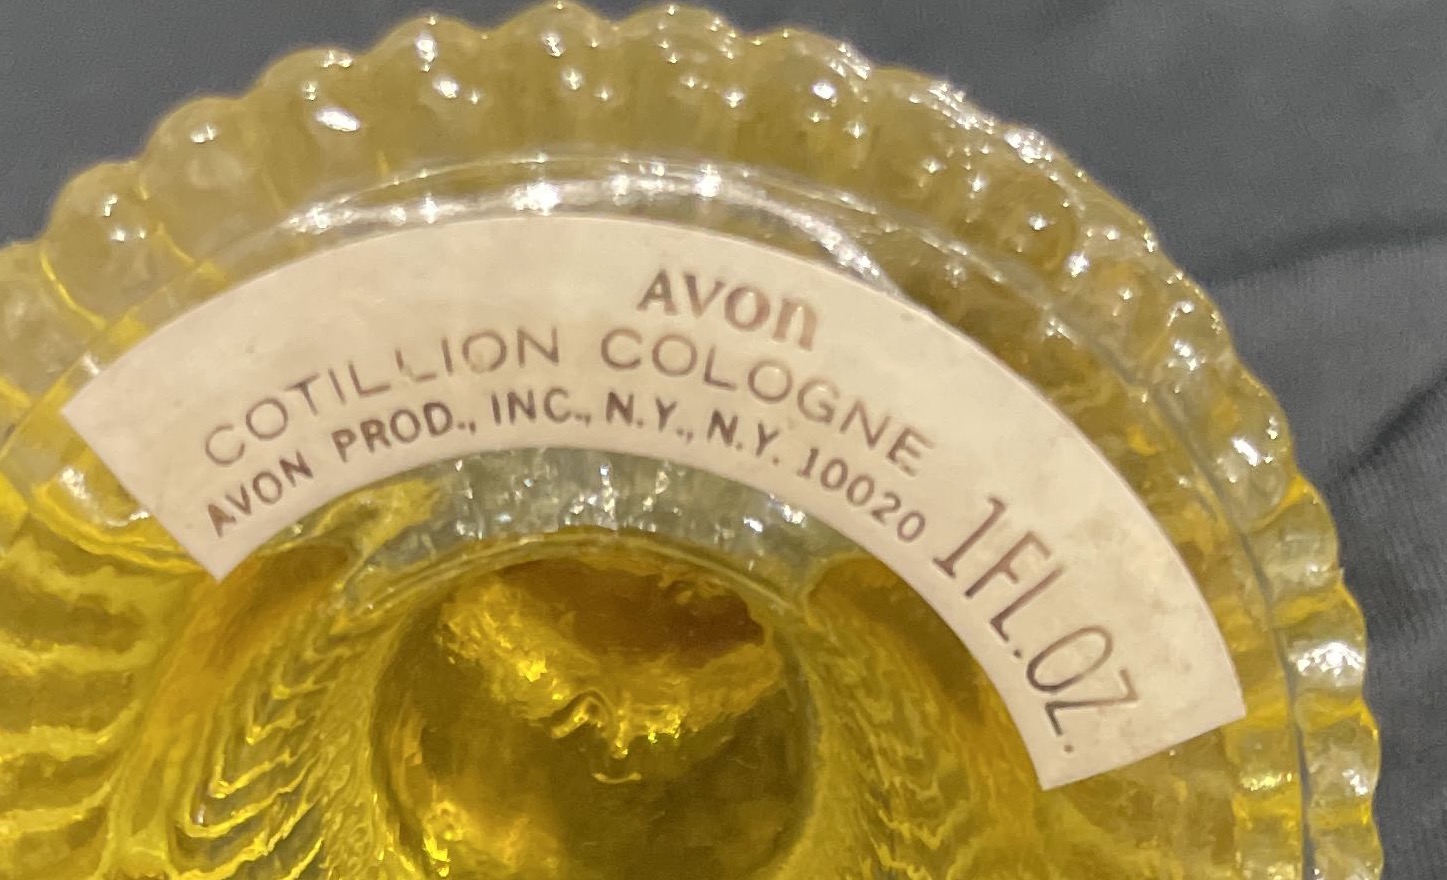 AVON
COTILLION COLOGNE
AVON PROD., INC., N.Y., N.Y. 10020
1 FL. OZ.